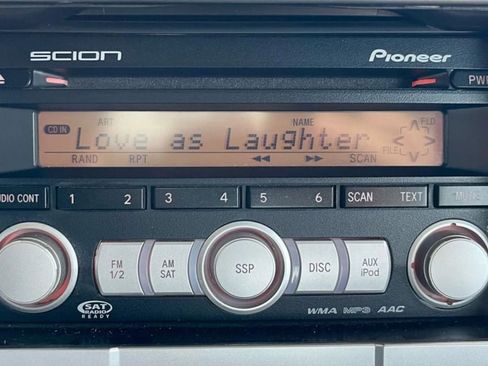 SCION Pioneer
PWR
ART NAME FLD
CD IN Love as Laughter
FILE
RAND RPT ◄◄ ►► SCAN
AUDIO CONT 1 2 3 4 5 6 SCAN TEXT MUTE
FM 1/2
AM SAT
SSP
DISC
AUX iPod
SAT RADIO READY
WMA MP3 AAC